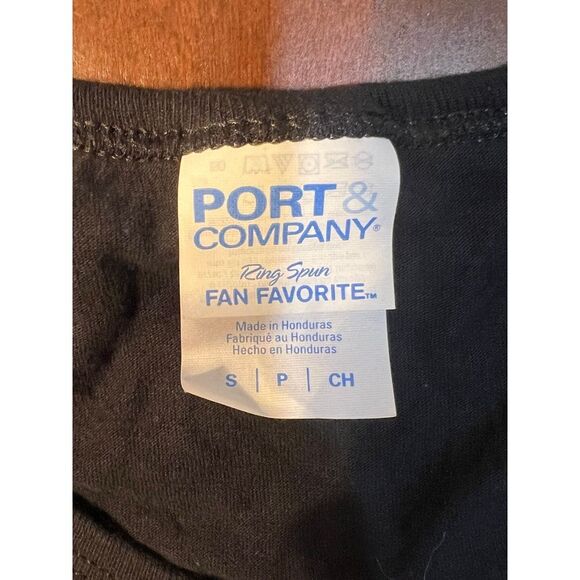 PORT &
COMPANY®
Ring Spun
FAN FAVORITE™
Made in Honduras
Fabriqué au Honduras
Hecho en Honduras
S | P | CH